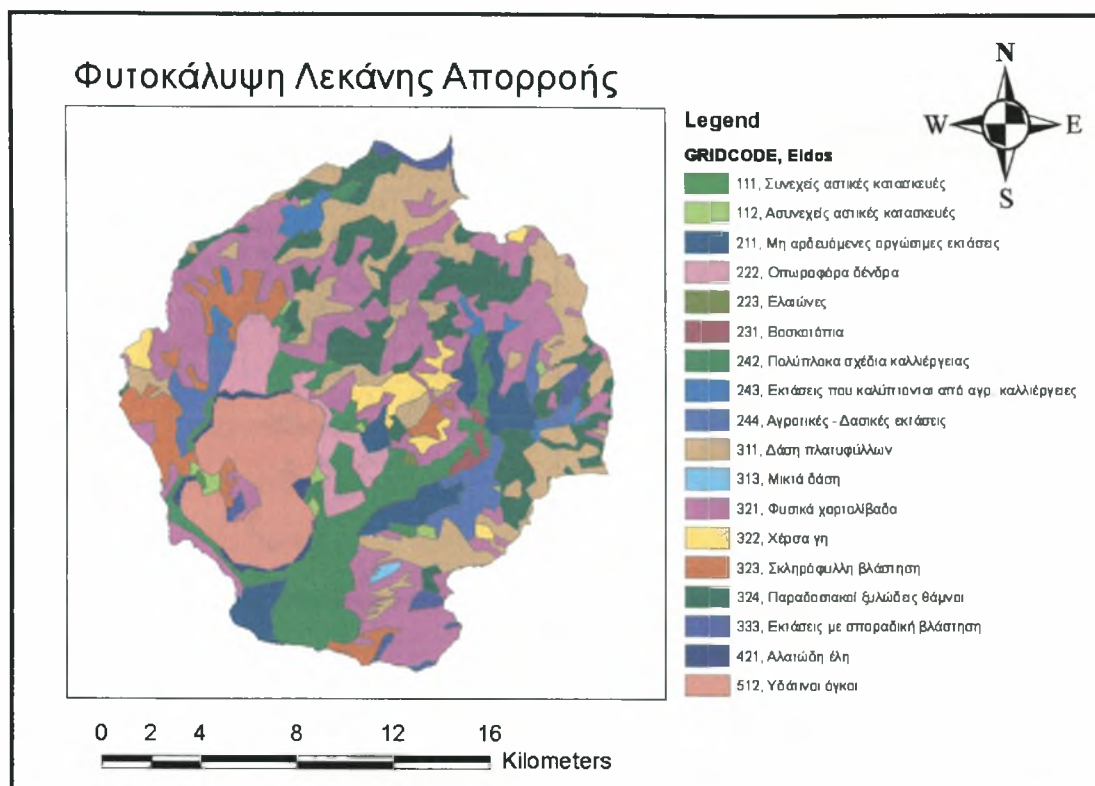 Φυτοκάλυψη Λεκάνης Απορροής
N
W E
S
Legend
GRIDCODE, Eidos
111, Συνεχείς αστικές κατασκευές
112, Ασυνεχείς αστικές κατασκευές
211, Μη αρδευόμενες αρόσιμες εκτάσεις
222, Οπωροφόρα δένδρα
223, Ελαιώνες
231, Βοσκοτόπια
242, Πολύπλοκα σχέδια καλλιέργειας
243, Εκτάσεις που καλύπτονται από αγρ. καλλιέργειες
244, Αγροτικές - Δασικές εκτάσεις
311, Δάση πλατυφύλλων
313, Μικτά δάση
321, Φυσικά χορτολίβαδα
322, Χέρσα γη
323, Σκληρόφυλλη βλάστηση
324, Παραδοσιακοί ξυλώδεις θάμνοι
333, Εκτάσεις με σποραδική βλάστηση
421, Αλατώδη έλη
512, Υδάτινοι όγκοι
0 2 4 8 12 16
Kilometers